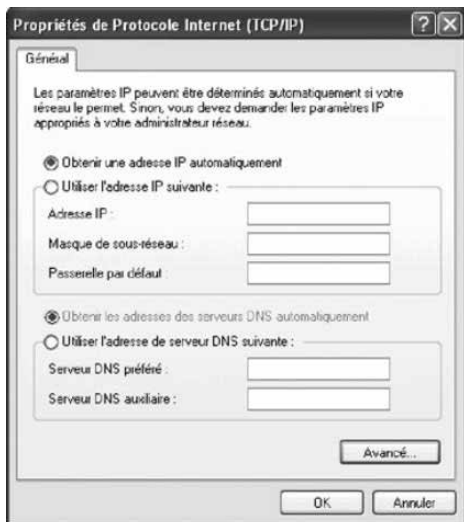 Propriétés de Protocole Internet (TCP/IP)
Général
Les paramètres IP peuvent être déterminés automatiquement si votre
réseau le permet. Sinon, vous devez demander les paramètres IP
appropriés à votre administrateur réseau.
Obtenir une adresse IP automatiquement
Utiliser l'adresse IP suivante :
Adresse IP :
Masque de sous-réseau :
Passerelle par défaut
Obtenir les adresses des serveurs DNS automatiquement
Utiliser l'adresse de serveur DNS suivante :
Serveur DNS préféré :
Serveur DNS auxiliaire :
Avancé...
OK
Annuler